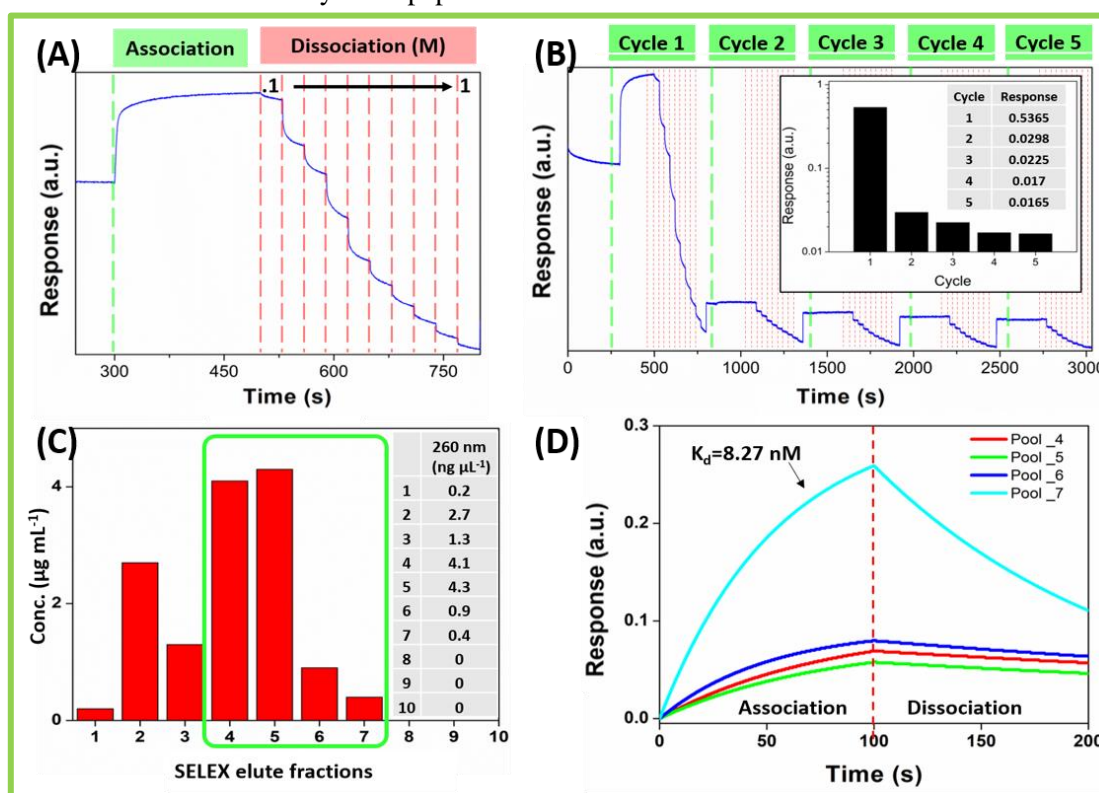 (A)
Association
Dissociation (M)
.1
1
Response (a.u.)
300
450
600
750
Time (s)
(B)
Cycle 1
Cycle 2
Cycle 3
Cycle 4
Cycle 5
Response (a.u.)
1
0.1
0.01
Response (a.u.)
Cycle Response
1 0.5365
2 0.0298
3 0.0225
4 0.017
5 0.0165
1 2 3 4 5
Cycle
0 500 1000 1500 2000 2500 3000
Time (s)
(C)
Conc. (µg mL-1)
4
2
0
260 nm
(ng µL-1)
1 0.2
2 2.7
3 1.3
4 4.1
5 4.3
6 0.9
7 0.4
8 0
9 0
10 0
1 2 3 4 5 6 7 8 9 10
SELEX elute fractions
(D)
Response (a.u.)
0.3
0.2
0.1
0.0
Kd=8.27 nM
Pool _4
Pool _5
Pool _6
Pool _7
Association
Dissociation
0 50 100 150 200
Time (s)